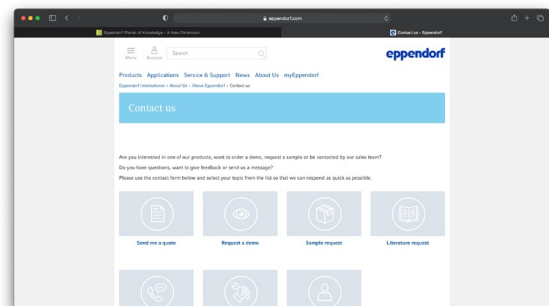 eppendorf.com
Eppendorf Planet of Knowledge – A New Dimension
Contact us – Eppendorf
Menu
Account
Search
eppendorf
Products Applications Service & Support News About Us myEppendorf
Eppendorf International › About Us › About Eppendorf › Contact us
Contact us
Are you interested in one of our products, want to order a demo, request a sample or be contacted by our sales team?
Do you have questions, want to give feedback or send us a message?
Please use the contact form below and select your topic from the list so that we can respond as quick as possible.
Send me a quote
Request a demo
Sample request
Literature request